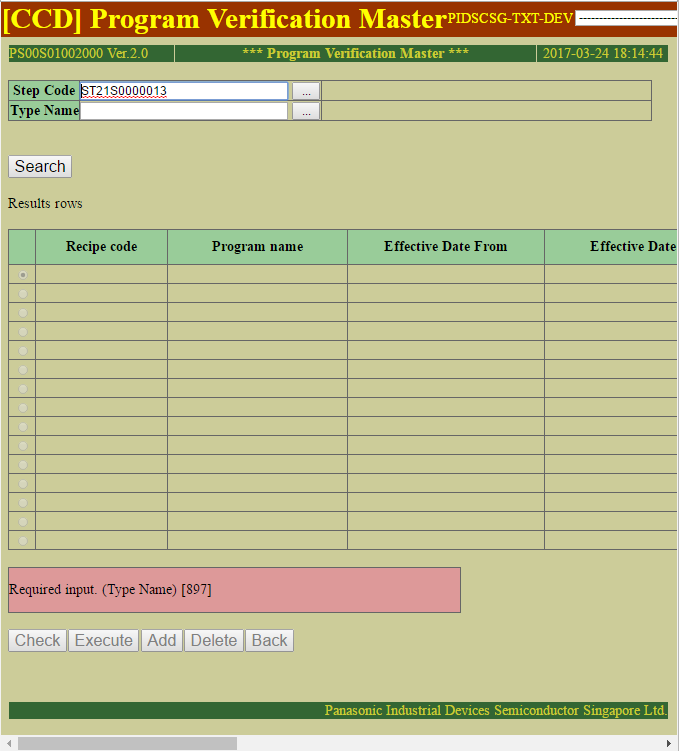 [CCD] Program Verification Master PIDSCSG-TXT-DEV
PS00S01002000 Ver.2.0 *** Program Verification Master *** 2017-03-24 18:14:44
Step Code ST21S0000013 ...
Type Name ...
Search
Results rows
Recipe code Program name Effective Date From Effective Date
Required input. (Type Name) [897]
Check Execute Add Delete Back
Panasonic Industrial Devices Semiconductor Singapore Ltd.